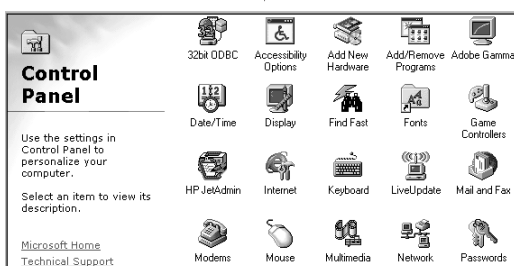 Control
Panel
Use the settings in
Control Panel to
personalize your
computer.
Select an item to view its
description.
Microsoft Home
Technical Support
32bit ODBC
Accessibility
Options
Add New
Hardware
Add/Remove
Programs
Adobe Gamma
Date/Time
Display
Find Fast
Fonts
Game
Controllers
HP JetAdmin
Internet
Keyboard
LiveUpdate
Mail and Fax
Modems
Mouse
Multimedia
Network
Passwords